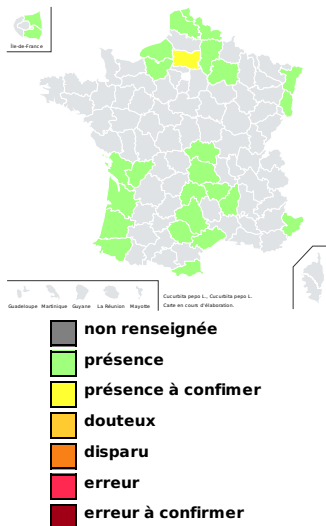 Île-de-France
Guadeloupe Martinique Guyane La Réunion Mayotte
Cucurbita pepo L., Cucurbita pepo L.
Carte en cours d'élaboration.
non renseignée
présence
présence à confimer
douteux
disparu
erreur
erreur à confirmer